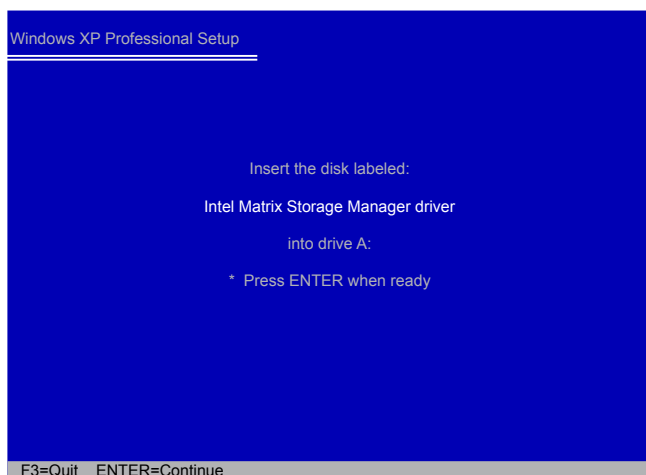 Windows XP Professional Setup
Insert the disk labeled:
Intel Matrix Storage Manager driver
into drive A:
* Press ENTER when ready
F3=Quit ENTER=Continue